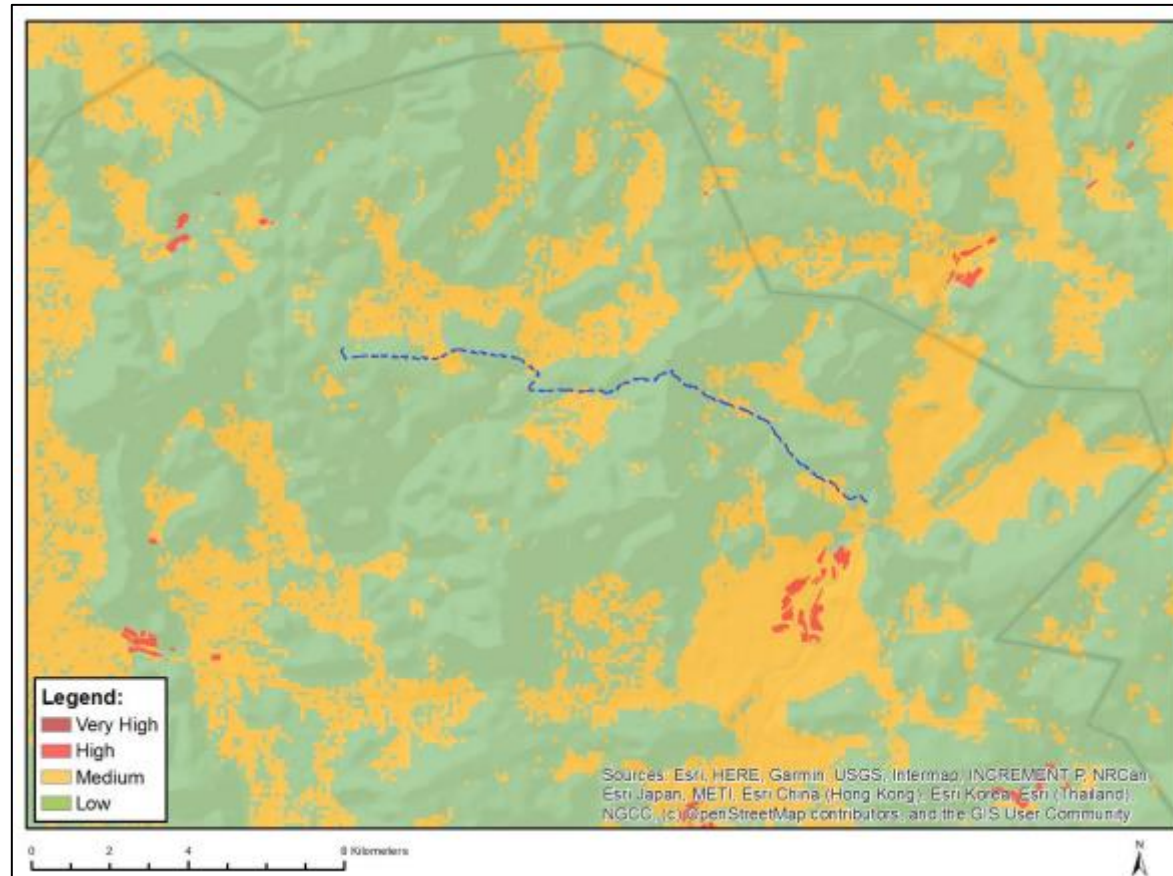 Legend:
Very High
High
Medium
Low
Sources: Esri, HERE, Garmin, USGS, Intermap, INCREMENT P, NRCan,
Esri Japan, METI, Esri China (Hong Kong), Esri Korea, Esri (Thailand),
NGCC, (c) OpenStreetMap contributors, and the GIS User Community
0 2 4 8 Kilometers
N